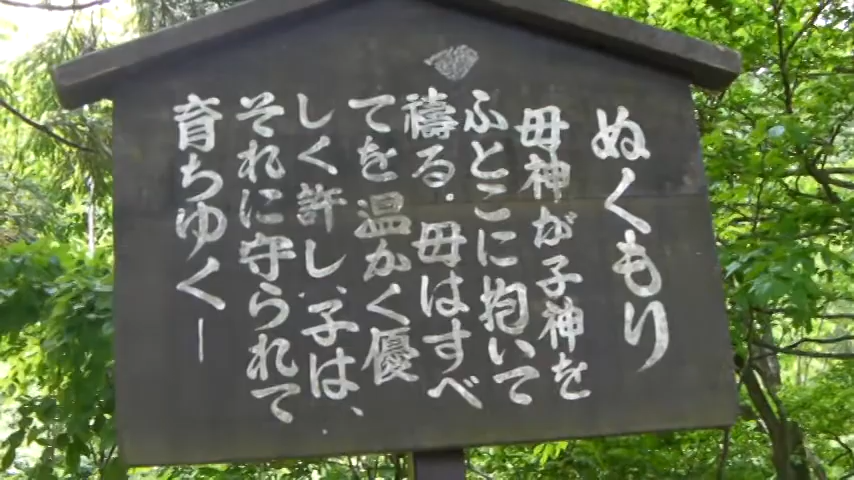 ぬくもり
母神が子神を
ふところに抱いて
禱る．母はすべ
てを温かく優
しく許し、子は、
それに守られて
育ちゆく－